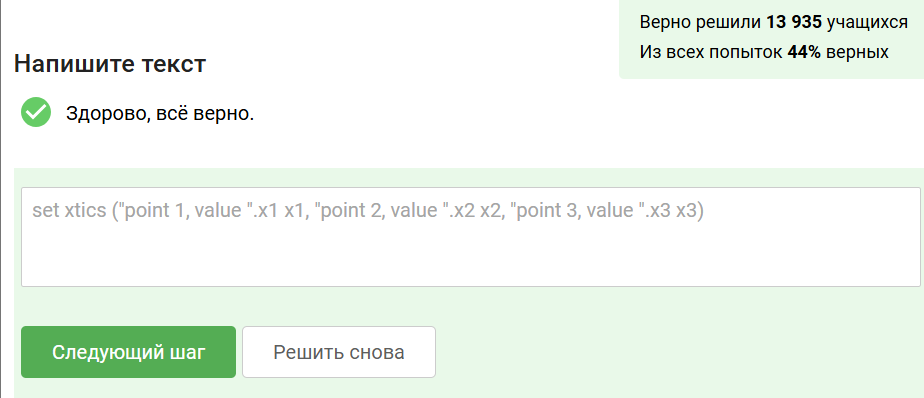 Верно решили 13 935 учащихся
Из всех попыток 44% верных
Напишите текст
Здорово, всё верно.
set xtics ("point 1, value ".x1 x1, "point 2, value ".x2 x2, "point 3, value ".x3 x3)
Следующий шаг
Решить снова